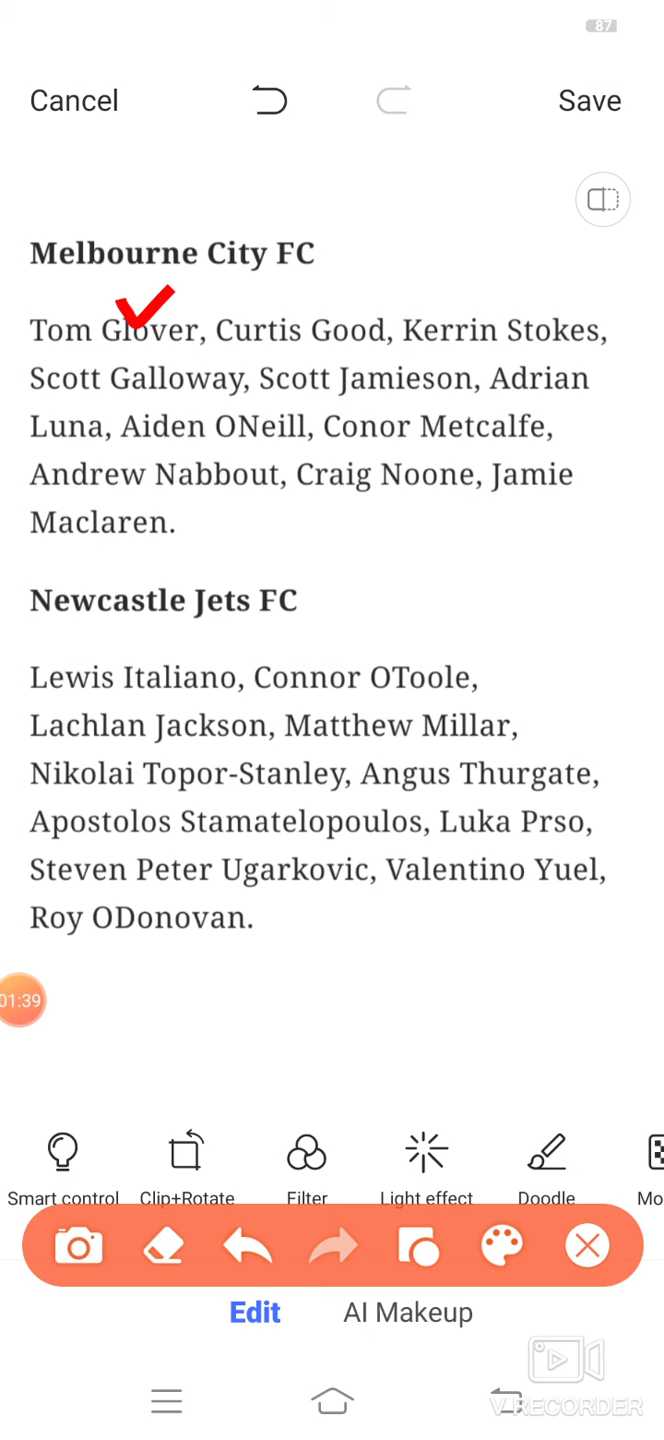 87
Cancel
Save
Melbourne City FC
Tom Glover, Curtis Good, Kerrin Stokes,
Scott Galloway, Scott Jamieson, Adrian
Luna, Aiden ONeill, Conor Metcalfe,
Andrew Nabbout, Craig Noone, Jamie
Maclaren.
Newcastle Jets FC
Lewis Italiano, Connor OToole,
Lachlan Jackson, Matthew Millar,
Nikolai Topor-Stanley, Angus Thurgate,
Apostolos Stamatelopoulos, Luka Prso,
Steven Peter Ugarkovic, Valentino Yuel,
Roy ODonovan.
01:39
Smart control Clip+Rotate Filter Light effect Doodle Mo
Edit AI Makeup
V RECORDER